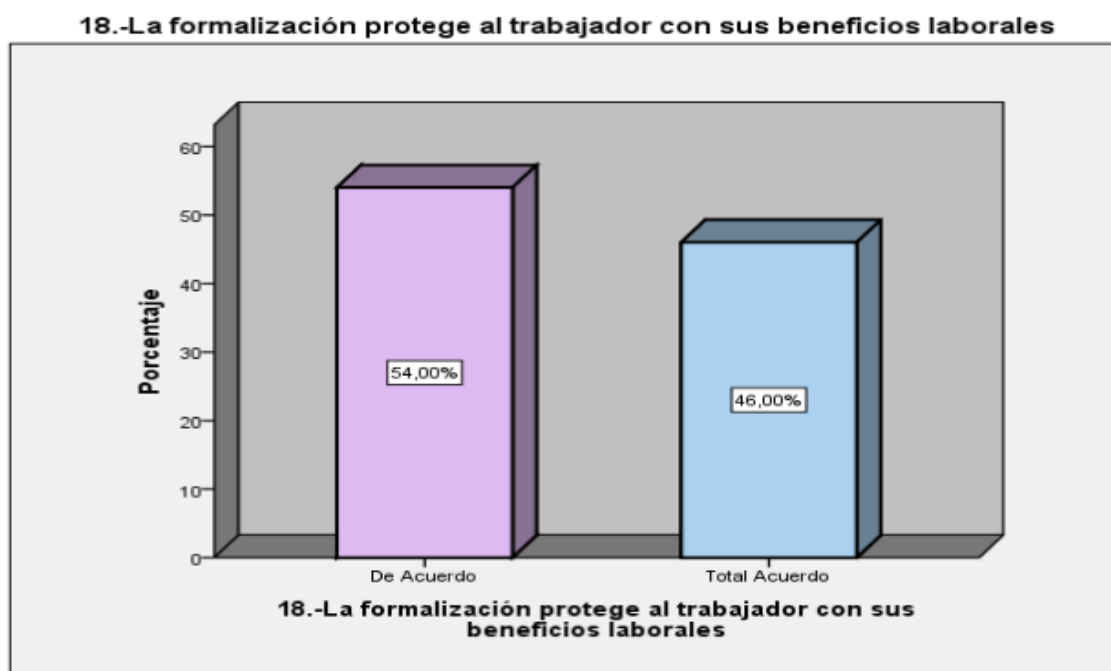 18.-La formalización protege al trabajador con sus beneficios laborales
60
50
40
30
20
10
0
Porcentaje
54,00%
46,00%
De Acuerdo
Total Acuerdo
18.-La formalización protege al trabajador con sus
beneficios laborales